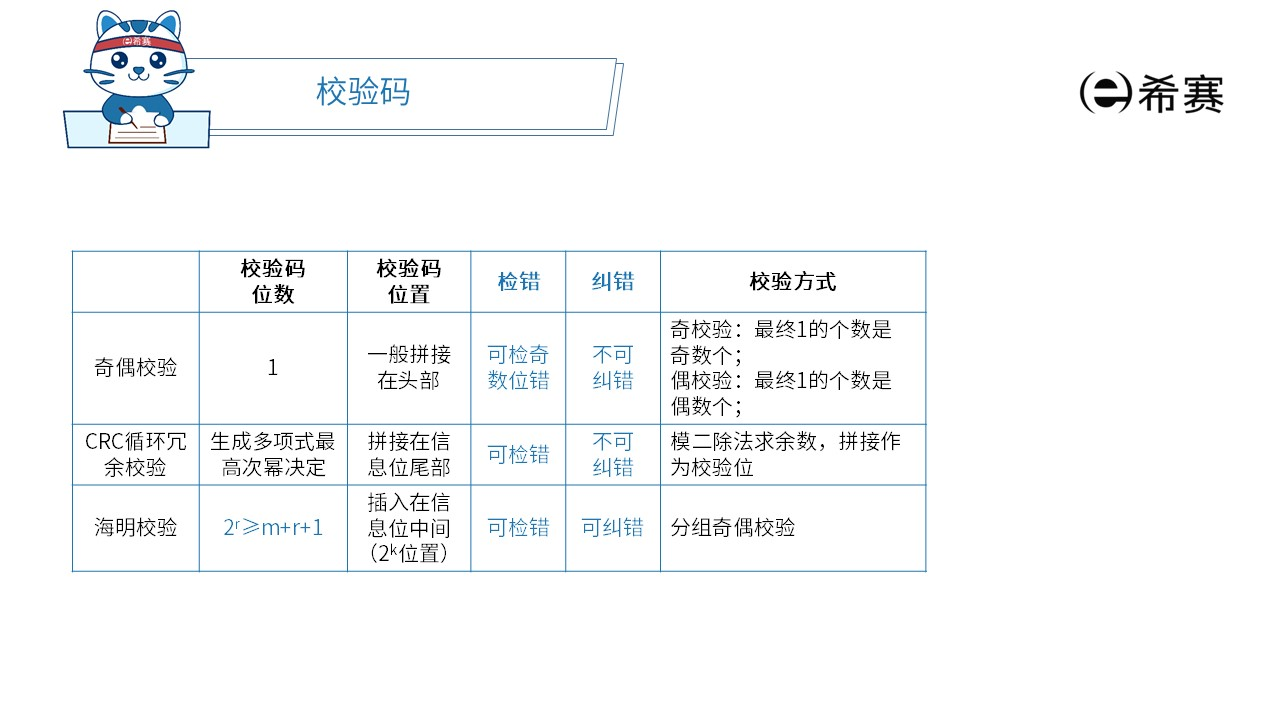 希赛
校验码
希赛
校验码
位数
校验码
位置
检错
纠错
校验方式
奇偶校验
1
一般拼接
在头部
可检奇
数位错
不可
纠错
奇校验：最终1的个数是
奇数个；
偶校验：最终1的个数是
偶数个；
CRC循环冗
余校验
生成多项式最
高次幂决定
拼接在信
息位尾部
可检错
不可
纠错
模二除法求余数，拼接作
为校验位
海明校验
2ʳ≥m+r+1
插入在信
息位中间
（2ᵏ位置）
可检错
可纠错
分组奇偶校验